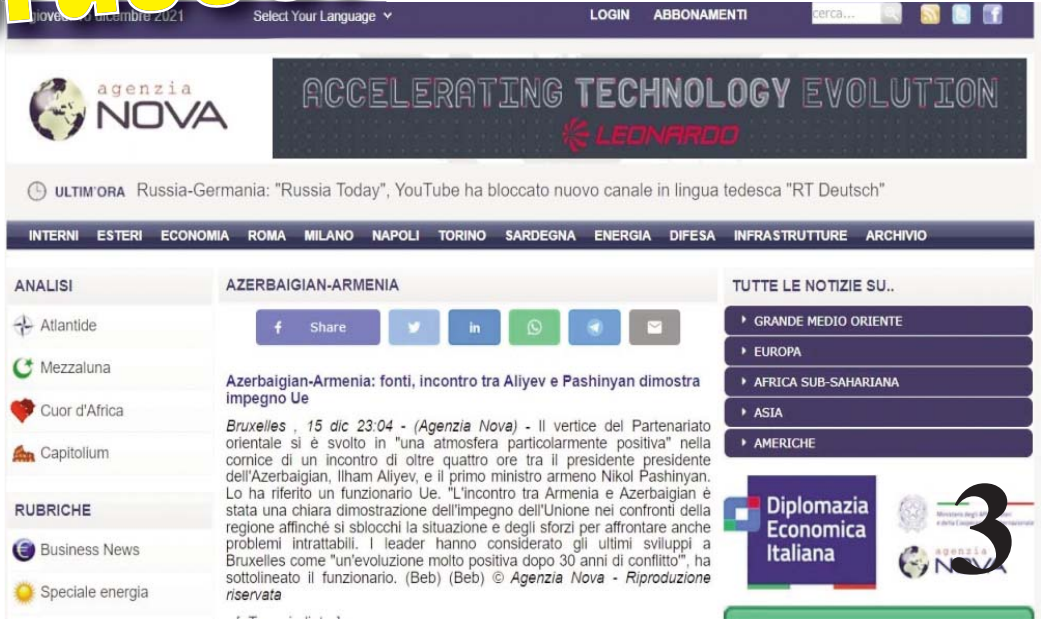 dicembre 2021
Select Your Language
LOGIN ABBONAMENTI
cerca...
agenzia
NOVA
ACCELERATING TECHNOLOGY EVOLUTION
LEONARDO
ULTIM'ORA Russia-Germania: "Russia Today", YouTube ha bloccato nuovo canale in lingua tedesca "RT Deutsch"
INTERNI ESTERI ECONOMIA ROMA MILANO NAPOLI TORINO SARDEGNA ENERGIA DIFESA INFRASTRUTTURE ARCHIVIO
ANALISI
Atlantide
Mezzaluna
Cuor d'Africa
Capitolium
RUBRICHE
Business News
Speciale energia
AZERBAIGIAN-ARMENIA
Share
Azerbaigian-Armenia: fonti, incontro tra Aliyev e Pashinyan dimostra
impegno Ue
Bruxelles , 15 dic 23:04 - (Agenzia Nova) - Il vertice del Partenariato
orientale si è svolto in "una atmosfera particolarmente positiva" nella
cornice di un incontro di oltre quattro ore tra il presidente presidente
dell'Azerbaigian, Ilham Aliyev, e il primo ministro armeno Nikol Pashinyan.
Lo ha riferito un funzionario Ue. "L'incontro tra Armenia e Azerbaigian è
stata una chiara dimostrazione dell'impegno dell'Unione nei confronti della
regione affinché si sblocchi la situazione e degli sforzi per affrontare anche
problemi intrattabili. I leader hanno considerato gli ultimi sviluppi a
Bruxelles come "un'evoluzione molto positiva dopo 30 anni di conflitto"', ha
sottolineato il funzionario. (Beb) (Beb) © Agenzia Nova - Riproduzione
riservata
TUTTE LE NOTIZIE SU..
GRANDE MEDIO ORIENTE
EUROPA
AFRICA SUB-SAHARIANA
ASIA
AMERICHE
Diplomazia
Economica
Italiana
3